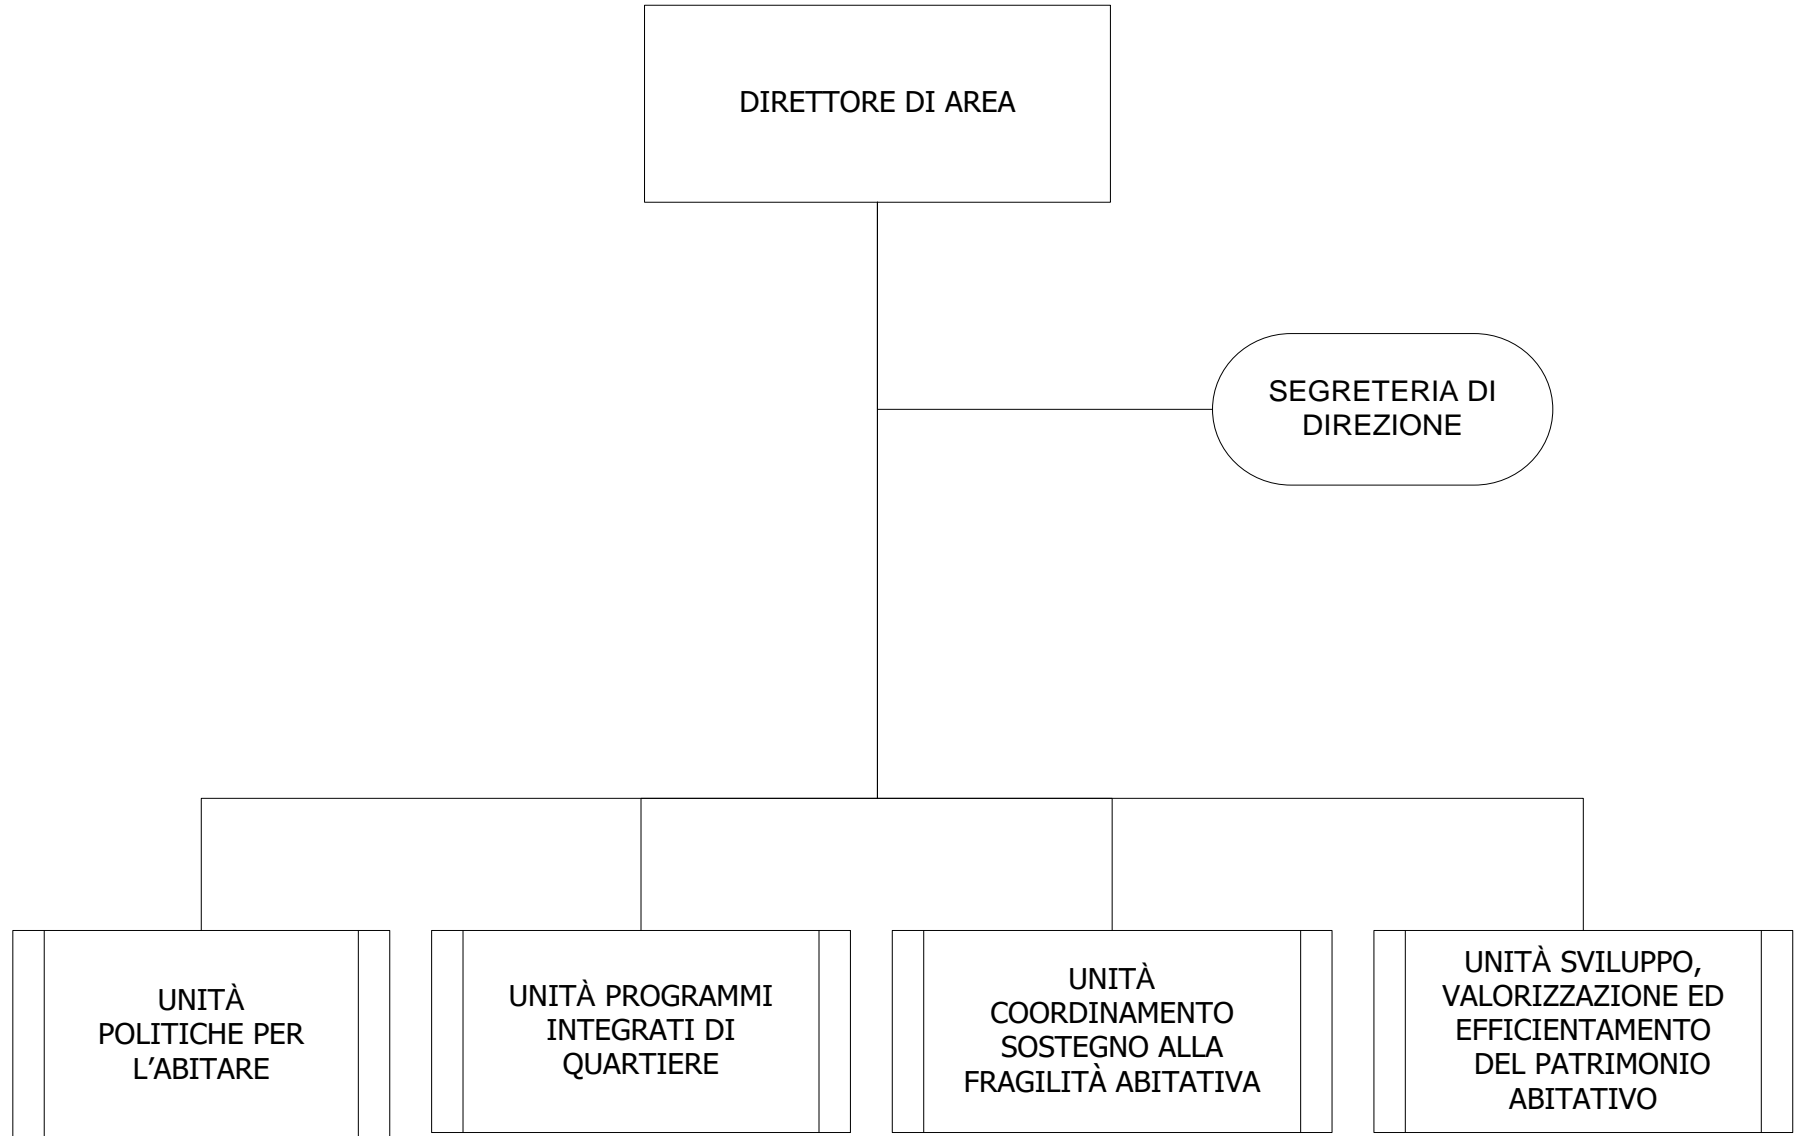 DIRETTORE DI AREA
SEGRETERIA DI
DIREZIONE
UNITÀ
POLITICHE PER
L’ABITARE
UNITÀ PROGRAMMI
INTEGRATI DI
QUARTIERE
UNITÀ
COORDINAMENTO
SOSTEGNO ALLA
FRAGILITÀ ABITATIVA
UNITÀ SVILUPPO,
VALORIZZAZIONE ED
EFFICIENTAMENTO
DEL PATRIMONIO
ABITATIVO